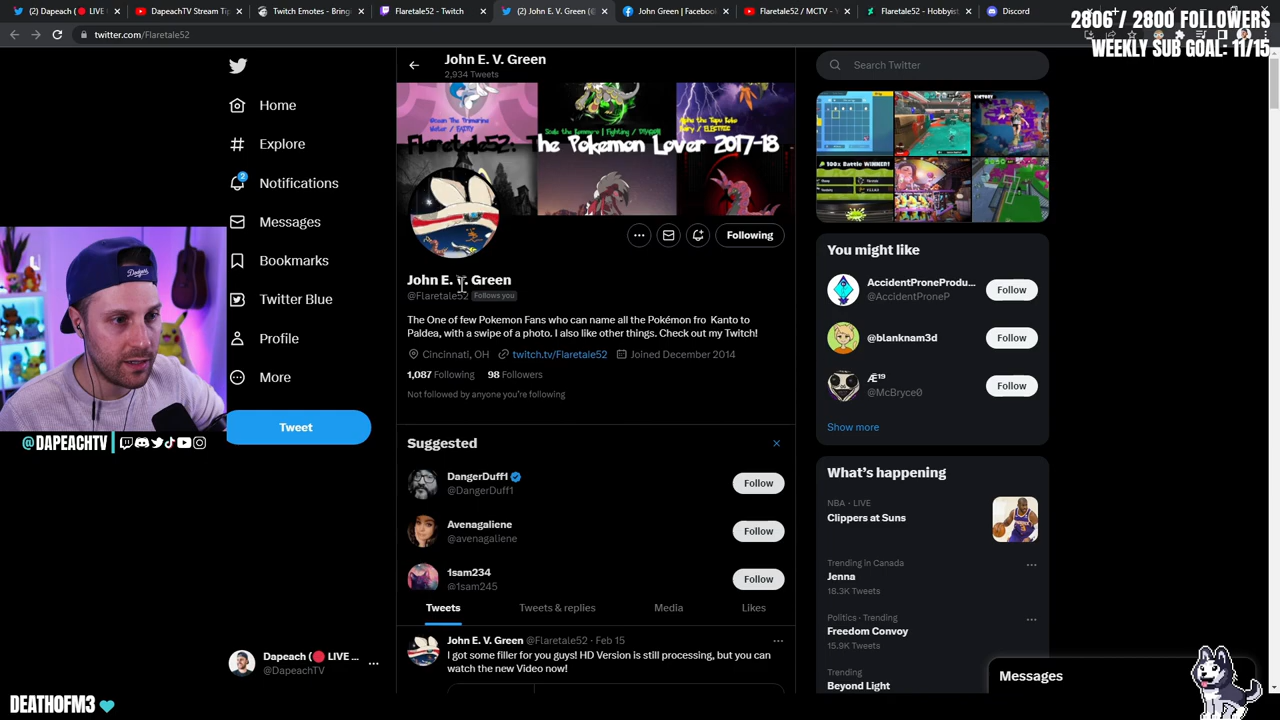 Dapeach (🔴 LIVE
DapeachTV Stream Tip
Twitch Emotes - Bring
Flaretale52 - Twitch
John E. V. Green (@
John Green | Facebook
Flaretale52 / MCTV - Y
Flaretale52 - Hobbyist
Discord
twitter.com/Flaretale52
2806 / 2800 FOLLOWERS
WEEKLY SUB GOAL: 11/15
Home
Explore
2
Notifications
Messages
Bookmarks
Twitter Blue
Profile
More
Tweet
Dapeach (🔴 LIVE ...
@DapeachTV
@DAPEACHTV
DEATHOFM3
John E. V. Green
2,934 Tweets
Flaretale52: The Pokemon Lover 2017-18
Following
John E. V. Green
@Flaretale52 Follows you
The One of few Pokemon Fans who can name all the Pokémon fro Kanto to
Paldea, with a swipe of a photo. I also like other things. Check out my Twitch!
Cincinnati, OH twitch.tv/Flaretale52 Joined December 2014
1,087 Following 98 Followers
Not followed by anyone you're following
Suggested
DangerDuff1
@DangerDuff1
Follow
Avenagaliene
@avenagaliene
Follow
1sam234
@1sam245
Follow
Tweets
Tweets & replies
Media
Likes
John E. V. Green @Flaretale52 · Feb 15
I got some filler for you guys! HD Version is still processing, but you can
watch the new Video now!
Search Twitter
VICTORY
100x Battle WINNER!
You might like
AccidentProneProdu...
@AccidentProneP
Follow
@blanknam3d
Follow
Æ¹⁹
@McBryce0
Follow
Show more
What's happening
NBA · LIVE
Clippers at Suns
Trending in Canada
Jenna
18.3K Tweets
Politics · Trending
Freedom Convoy
15.9K Tweets
Trending
Beyond Light
Messages